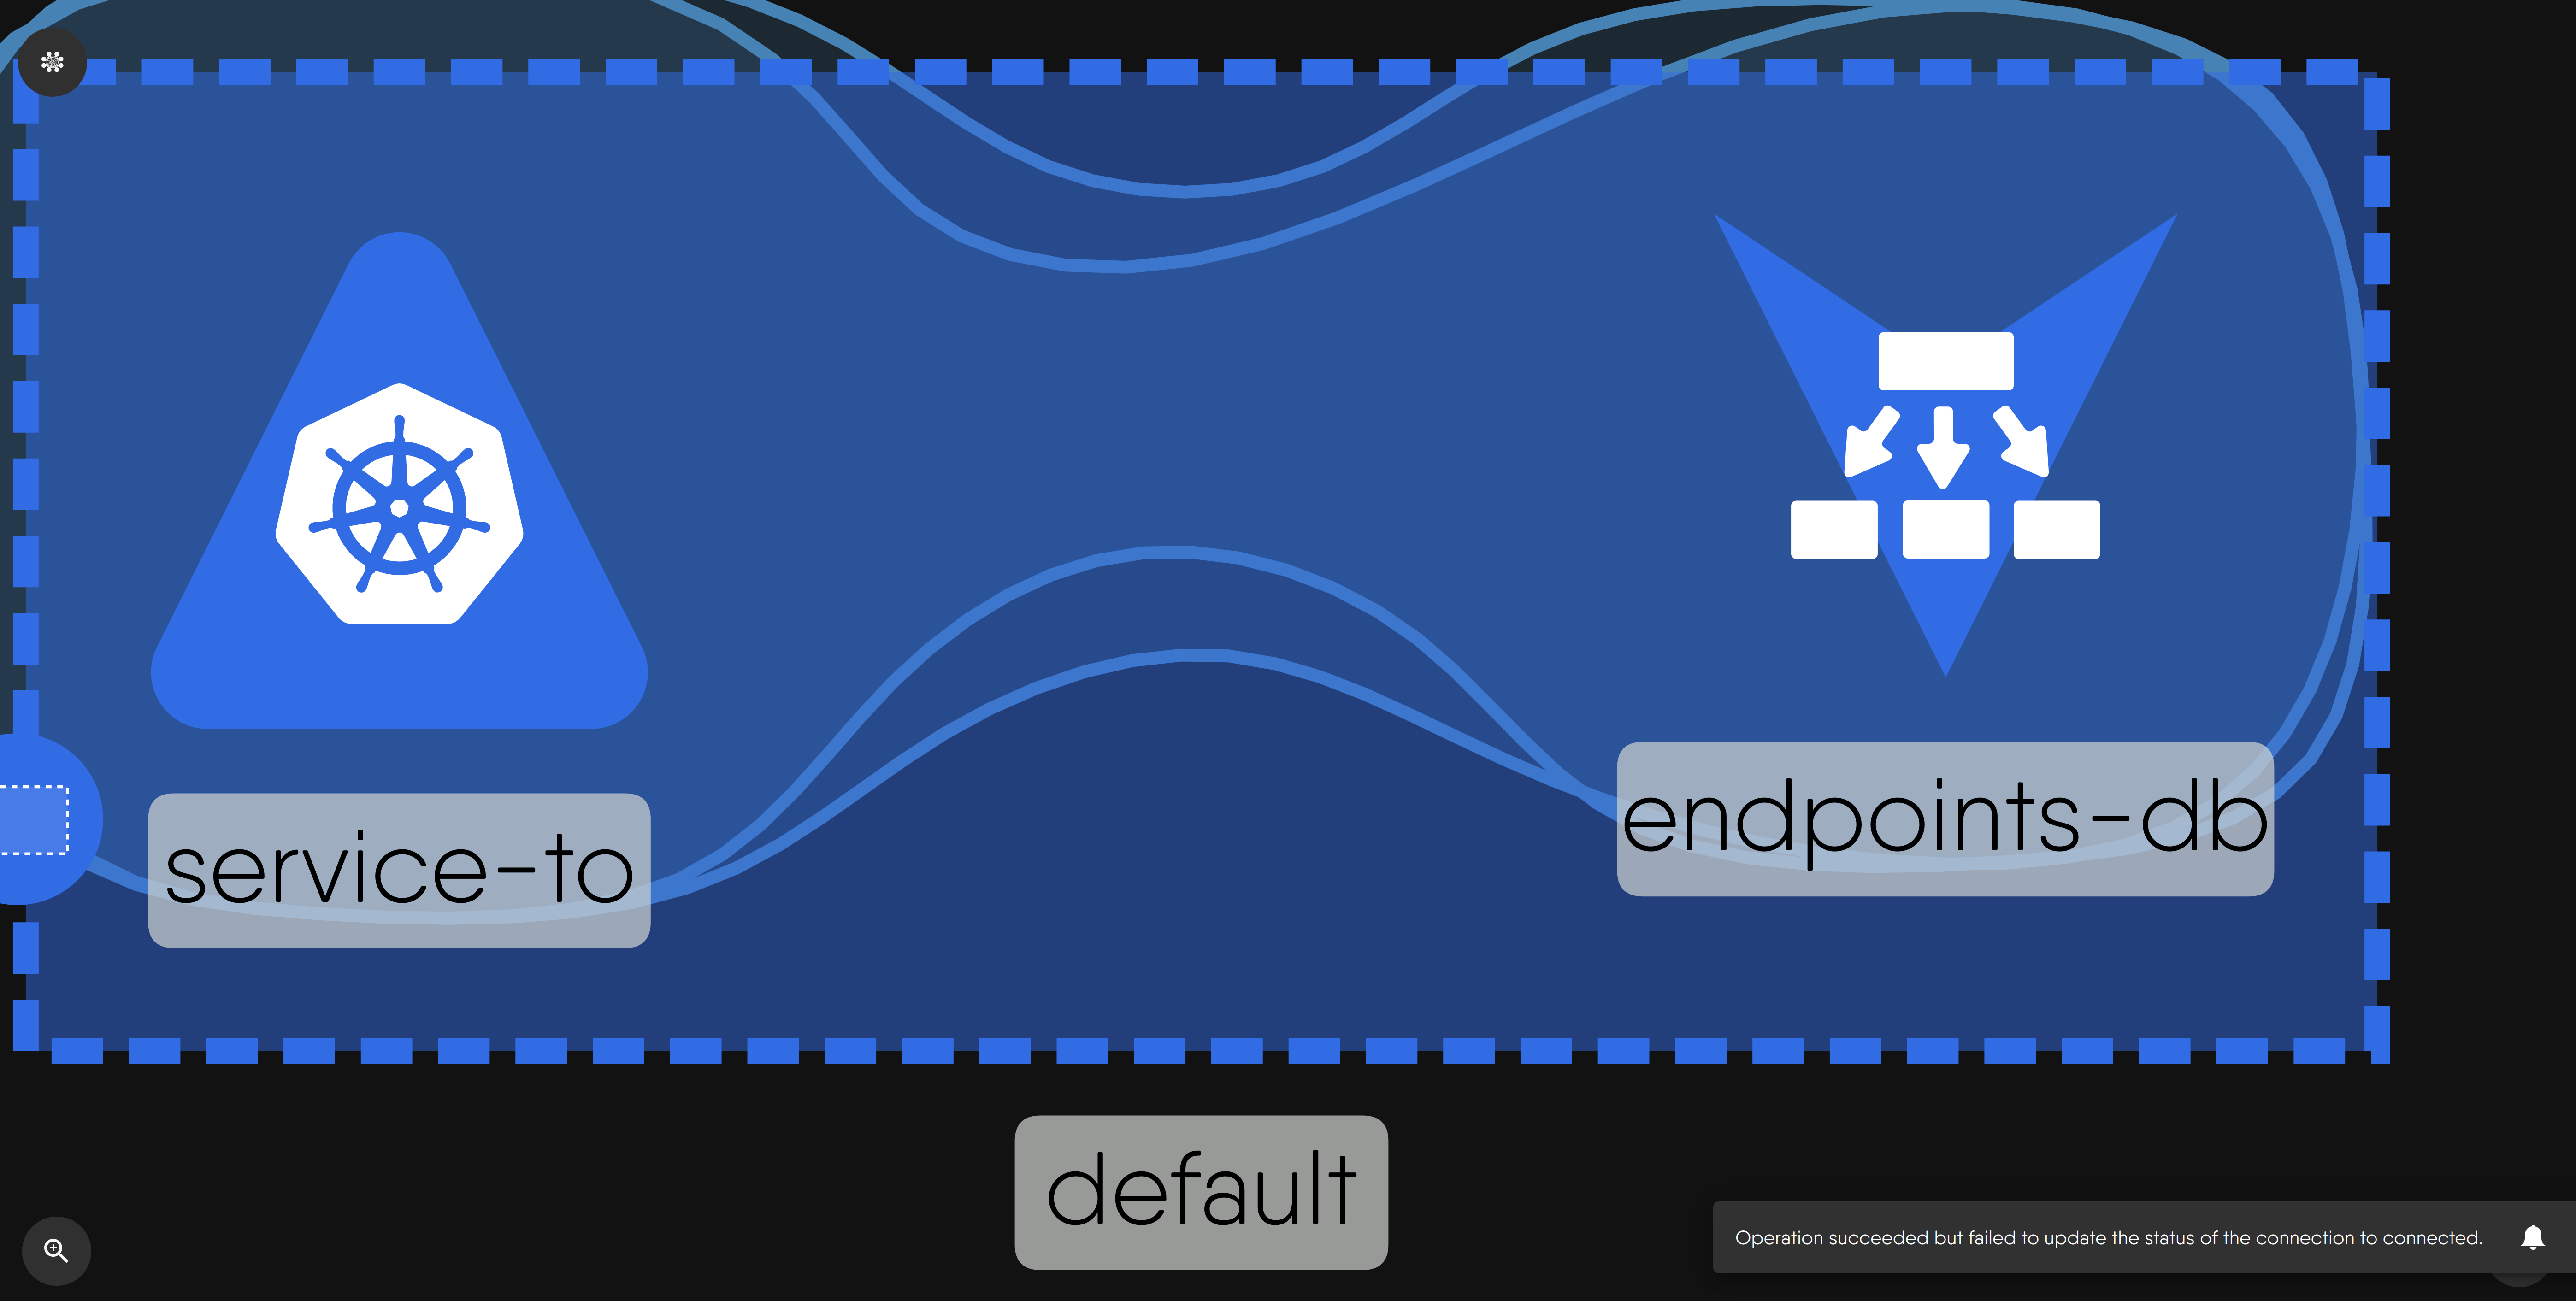 service-to
endpoints-db
default
Operation succeeded but failed to update the status of the connection to connected.